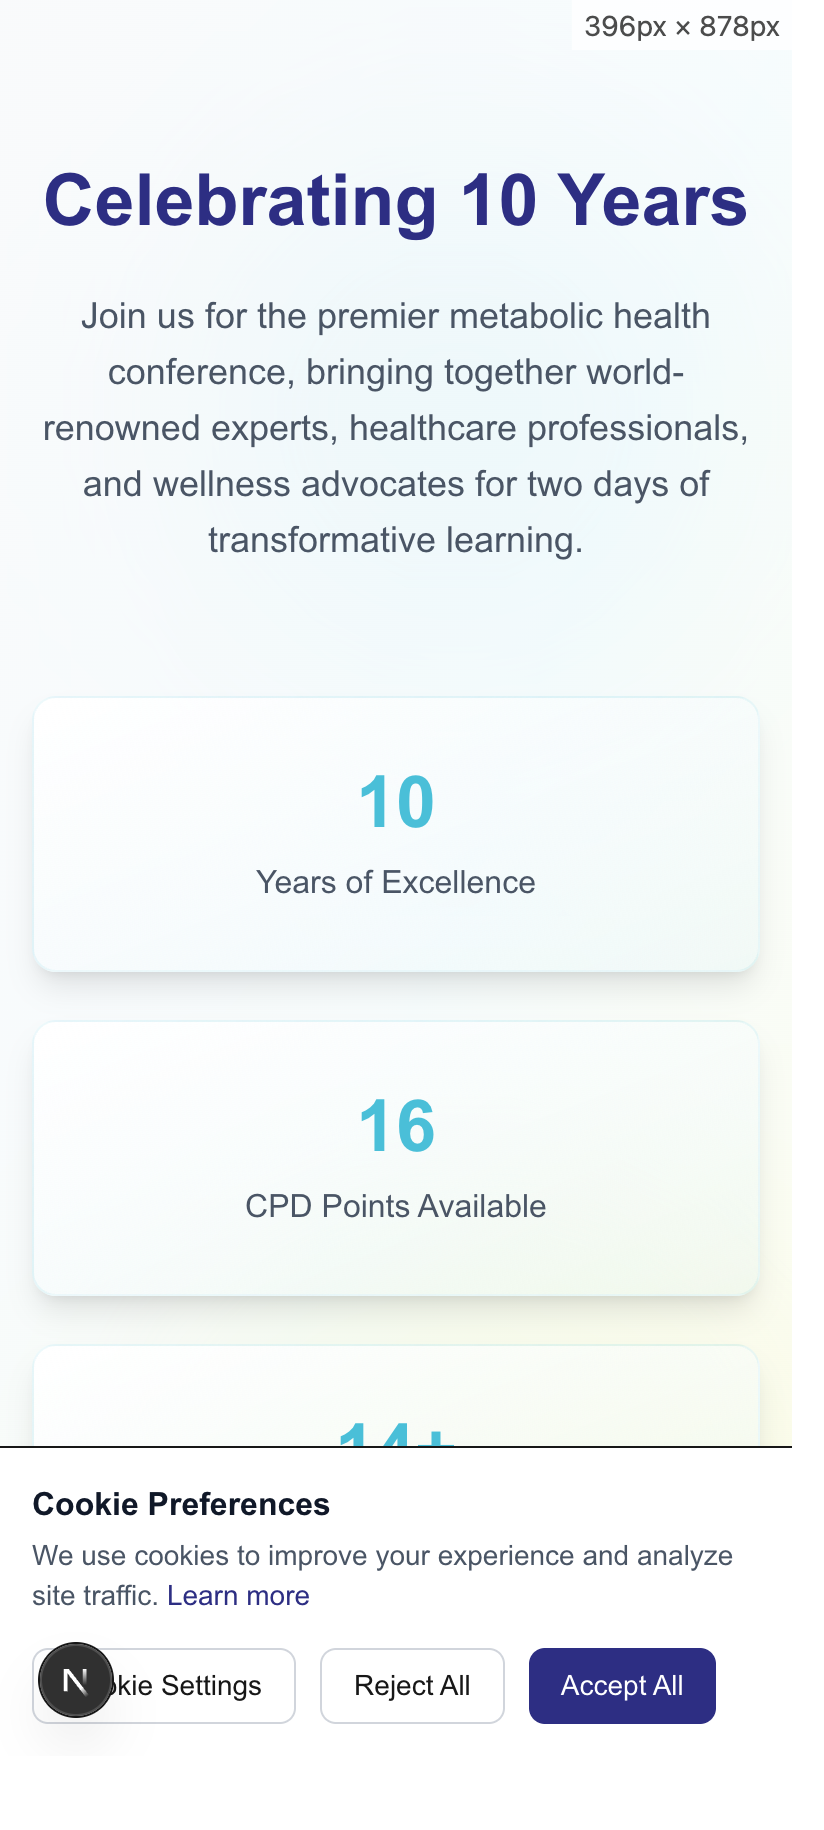 396px × 878px
Celebrating 10 Years
Join us for the premier metabolic health
conference, bringing together world-
renowned experts, healthcare professionals,
and wellness advocates for two days of
transformative learning.
10
Years of Excellence
16
CPD Points Available
14+
Cookie Preferences
We use cookies to improve your experience and analyze
site traffic. Learn more
N
kie Settings
Reject All
Accept All